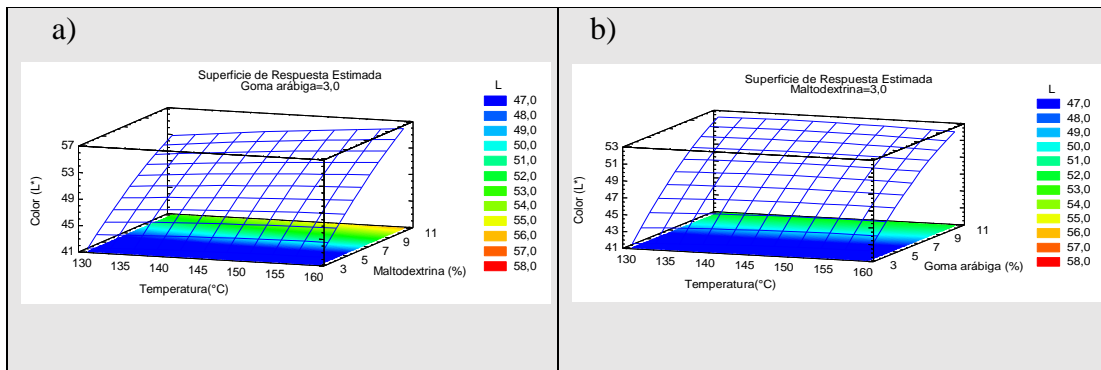 a)
Superficie de Respuesta Estimada
Goma arábiga=3,0
L
47,0
48,0
49,0
50,0
51,0
52,0
53,0
54,0
55,0
56,0
57,0
58,0
57
53
49
45
41
Color (L*)
130 135 140 145 150 155 160
Temperatura(°C)
3 5 7 9 11
Maltodextrina (%)
b)
Superficie de Respuesta Estimada
Maltodextrina=3,0
L
47,0
48,0
49,0
50,0
51,0
52,0
53,0
54,0
55,0
56,0
57,0
58,0
53
51
49
47
45
43
41
Color (L*)
130 135 140 145 150 155 160
Temperatura(°C)
3 5 7 9 11
Goma arábiga (%)